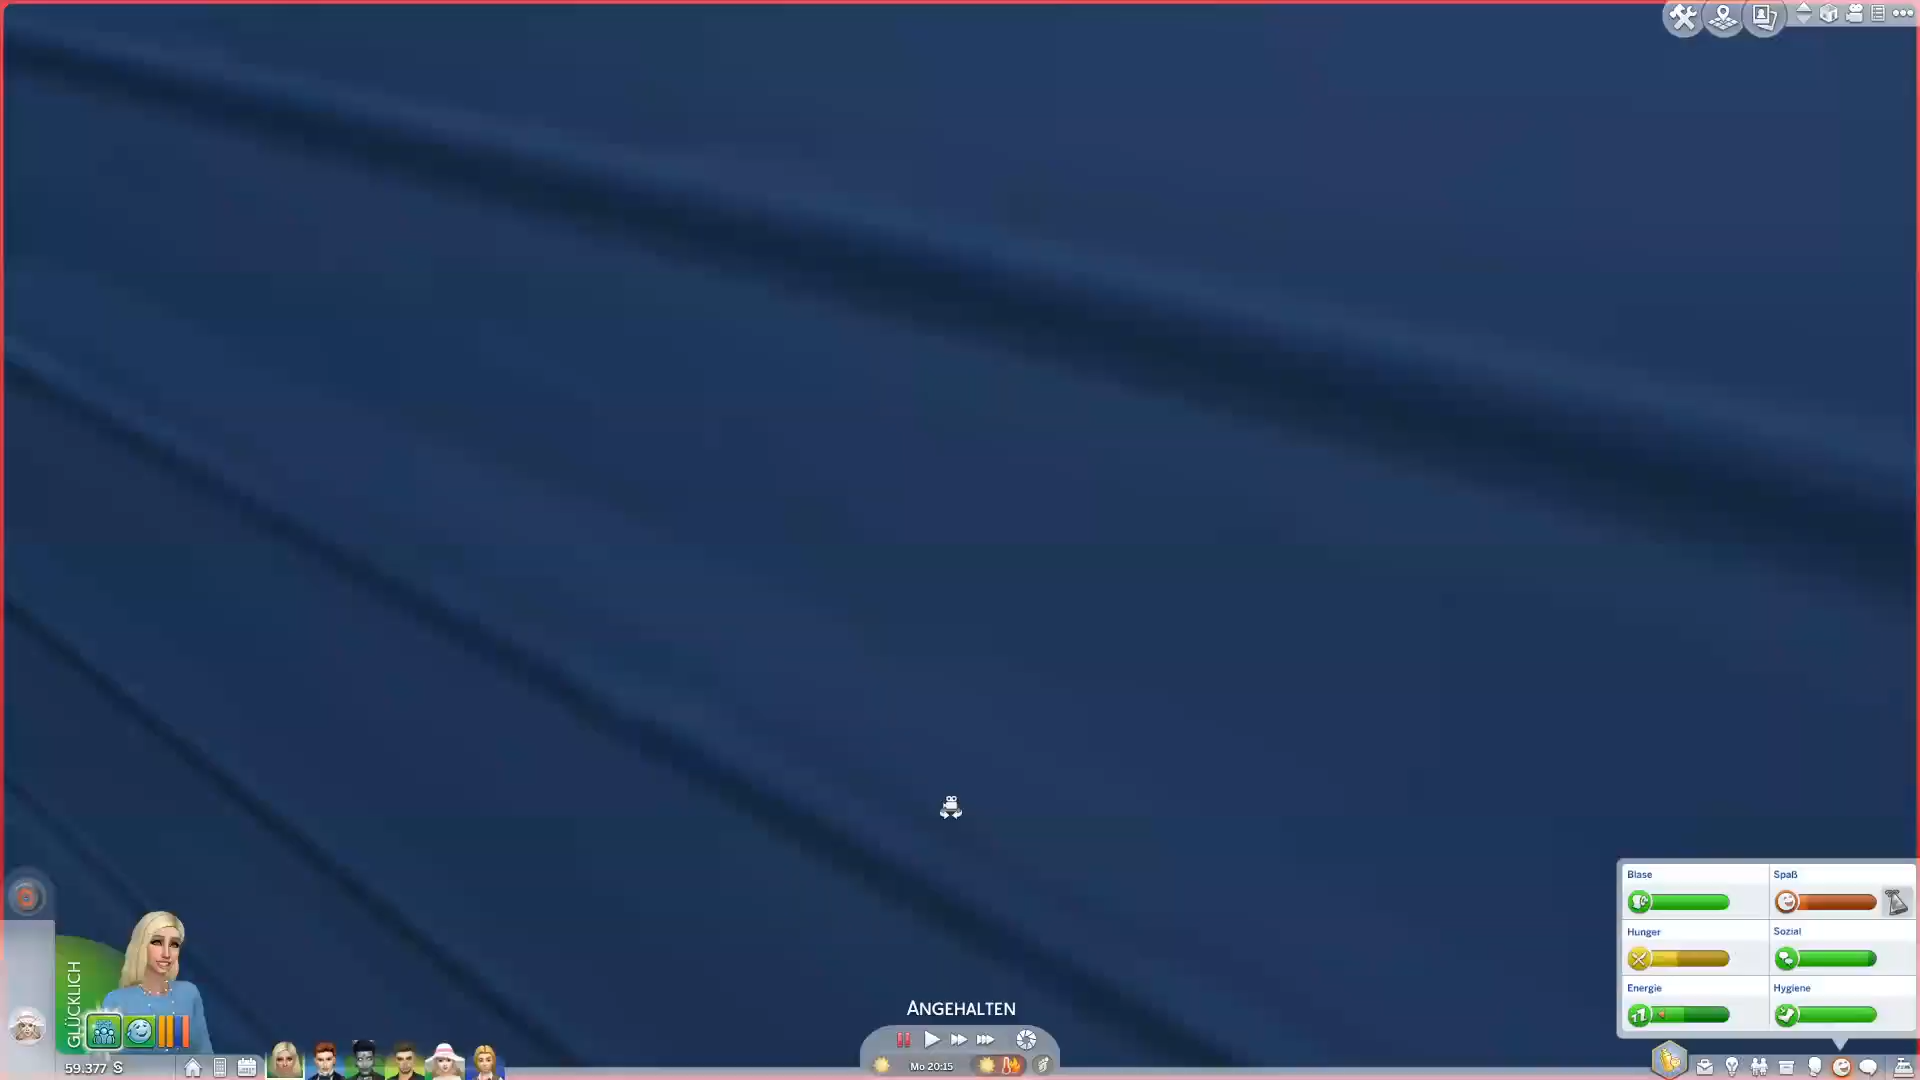 Blase
Spaß
Hunger
Sozial
Energie
Hygiene
GLÜCKLICH
ANGEHALTEN
59.377 S
Mo 20:15